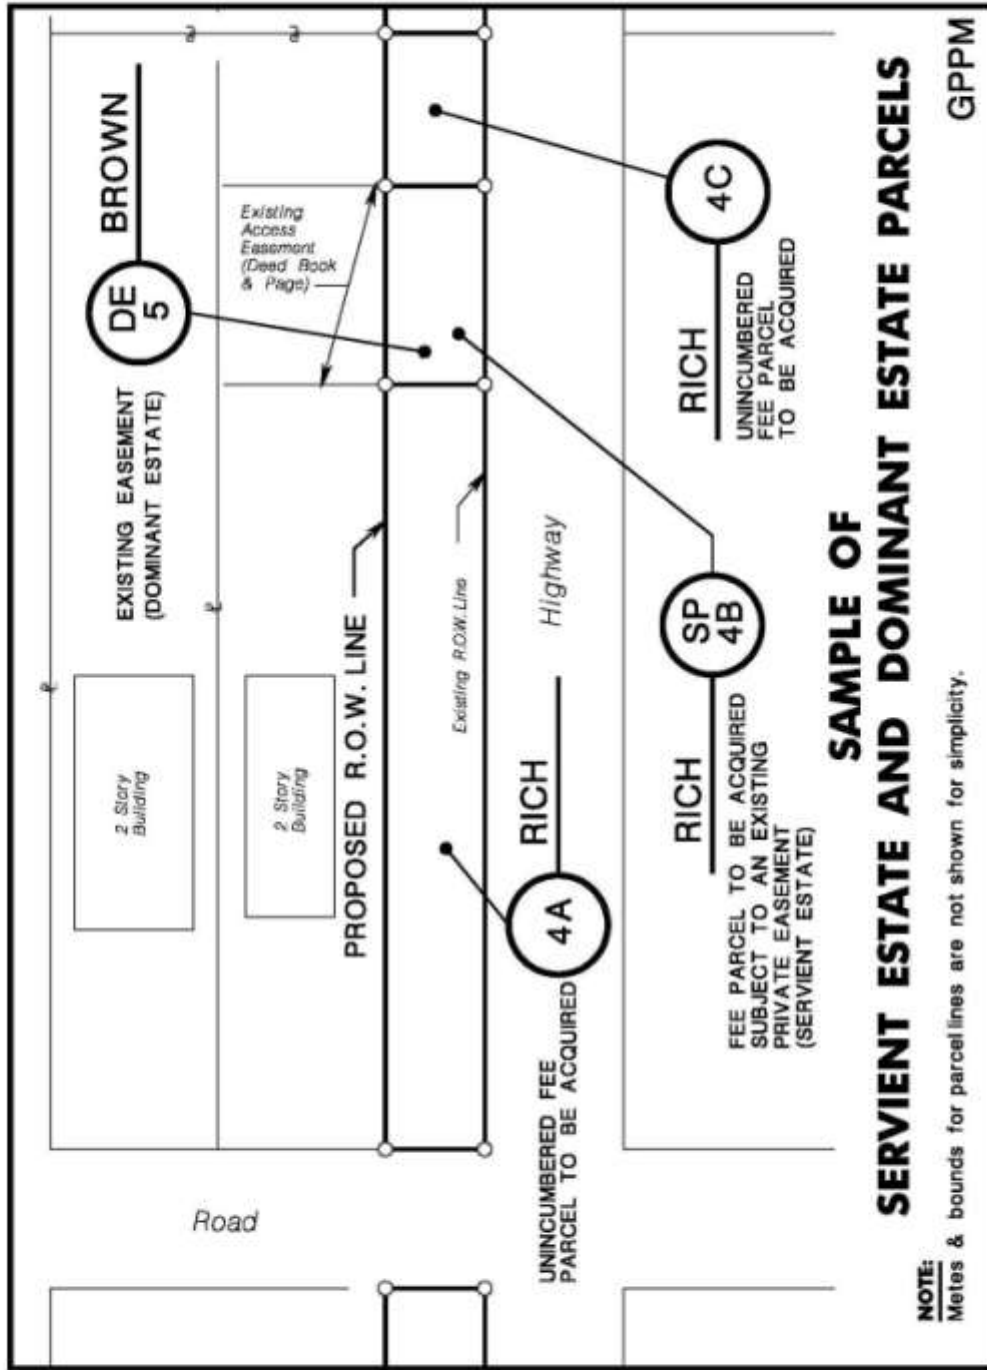 DE
5
BROWN
EXISTING EASEMENT
(DOMINANT ESTATE)
Existing
Access
Easement
(Deed Book
& Page)
2 Story
Building
2 Story
Building
PROPOSED R.O.W. LINE
Existing R.O.W. Line
Road
Highway
4A
RICH
UNINCUMBERED FEE
PARCEL TO BE ACQUIRED
SP
4B
RICH
FEE PARCEL TO BE ACQUIRED
SUBJECT TO AN EXISTING
PRIVATE EASEMENT
(SERVIENT ESTATE)
4C
RICH
UNINCUMBERED
FEE PARCEL
TO BE ACQUIRED
SAMPLE OF
SERVIENT ESTATE AND DOMINANT ESTATE PARCELS
NOTE:
Metes & bounds for parcel lines are not shown for simplicity.
GPPM